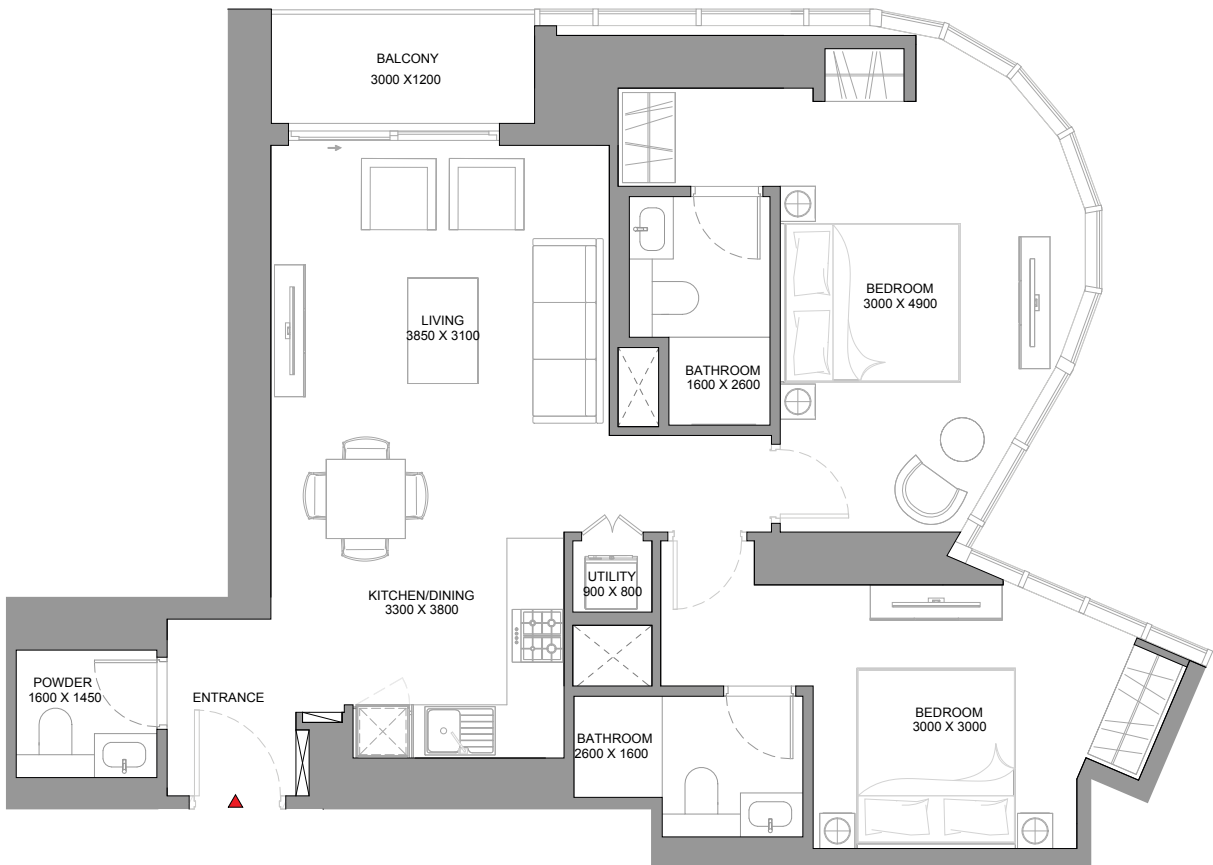 BALCONY
3000 X1200
BEDROOM
3000 X 4900
LIVING
3850 X 3100
BATHROOM
1600 X 2600
UTILITY
900 X 800
KITCHEN/DINING
3300 X 3800
POWDER
1600 X 1450
ENTRANCE
BEDROOM
3000 X 3000
BATHROOM
2600 X 1600